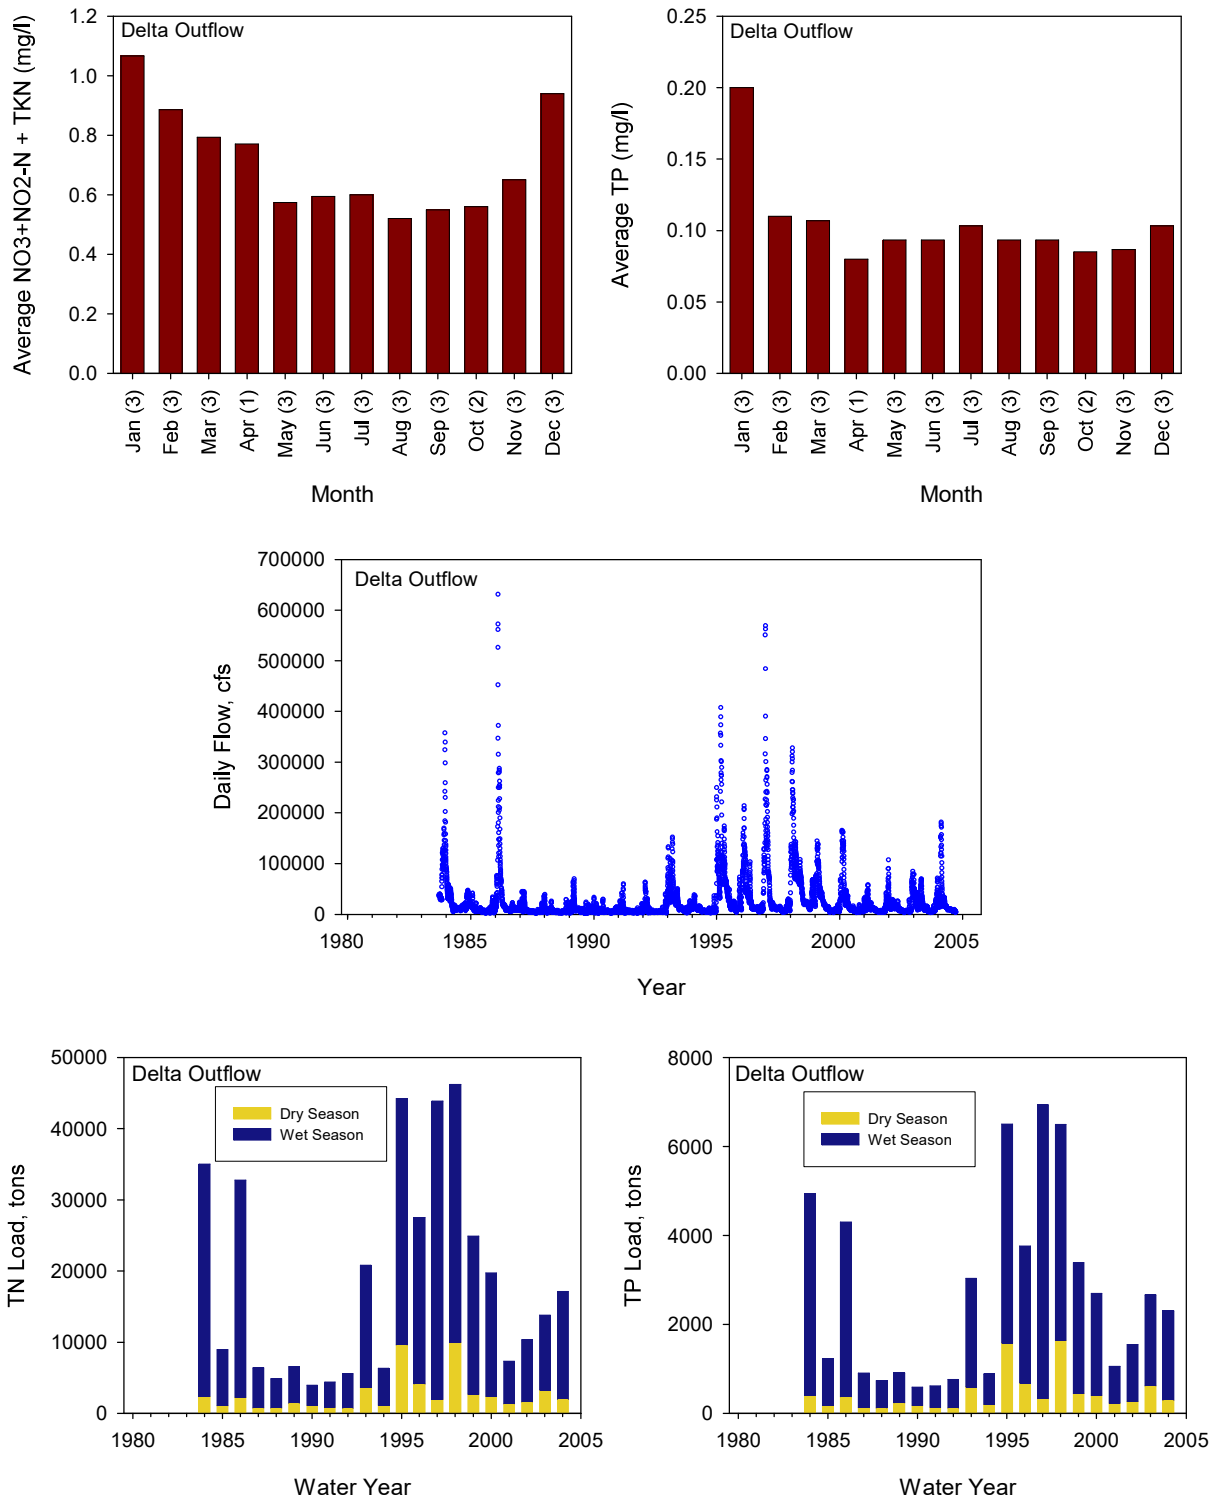 Delta Outflow
Average NO3+NO2-N + TKN (mg/l)
1.2
1.0
0.8
0.6
0.4
0.2
0.0
Jan (3)
Feb (3)
Mar (3)
Apr (1)
May (3)
Jun (3)
Jul (3)
Aug (3)
Sep (3)
Oct (2)
Nov (3)
Dec (3)
Month
Delta Outflow
Average TP (mg/l)
0.25
0.20
0.15
0.10
0.05
0.00
Jan (3)
Feb (3)
Mar (3)
Apr (1)
May (3)
Jun (3)
Jul (3)
Aug (3)
Sep (3)
Oct (2)
Nov (3)
Dec (3)
Month
Delta Outflow
Daily Flow, cfs
700000
600000
500000
400000
300000
200000
100000
0
1980
1985
1990
1995
2000
2005
Year
Delta Outflow
Dry Season
Wet Season
TN Load, tons
50000
40000
30000
20000
10000
0
1980
1985
1990
1995
2000
2005
Water Year
Delta Outflow
Dry Season
Wet Season
TP Load, tons
8000
6000
4000
2000
0
1980
1985
1990
1995
2000
2005
Water Year